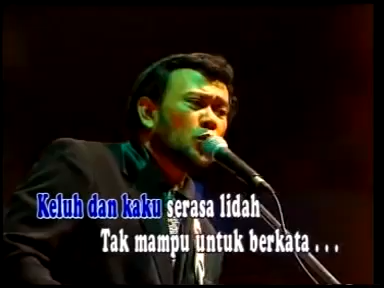 Keluh dan kaku serasa lidah
Tak mampu untuk berkata . . .